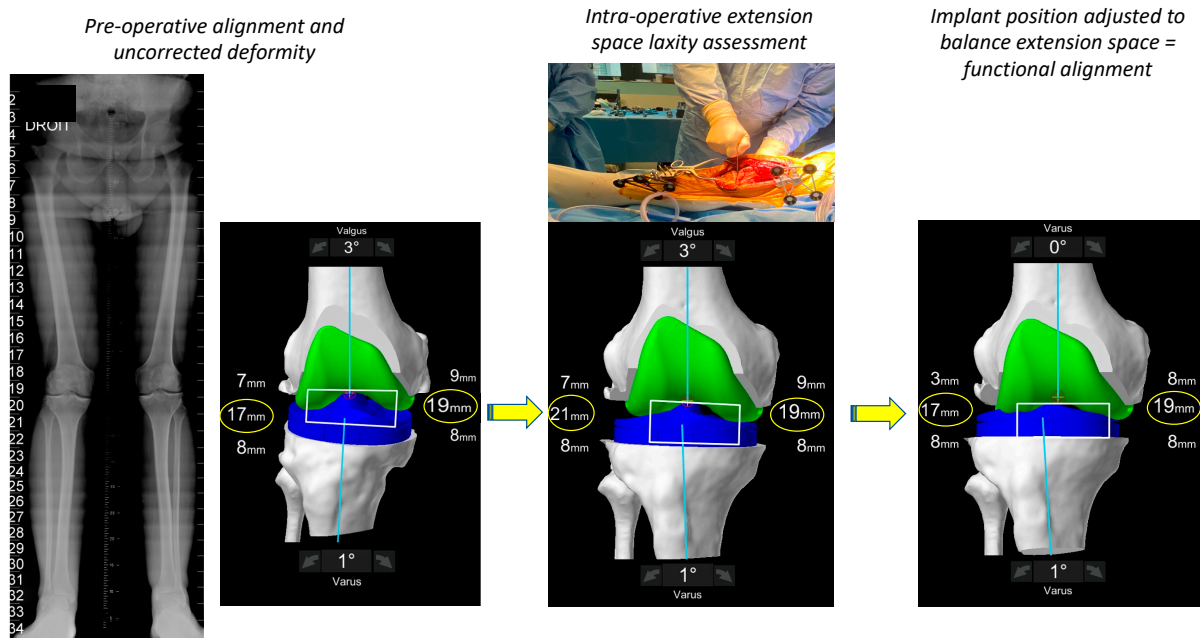 Pre-operative alignment and
uncorrected deformity
Intra-operative extension
space laxity assessment
Implant position adjusted to
balance extension space =
functional alignment
2
3
DROIT
4
5
6
7
8
9
10
11
12
13
14
15
16
17
18
19
20
21
22
23
24
25
26
27
28
29
30
31
32
33
34
Valgus
3°
7mm
9mm
17mm
19mm
8mm
8mm
1°
Varus
Valgus
3°
7mm
9mm
21mm
19mm
8mm
8mm
1°
Varus
Varus
0°
3mm
8mm
17mm
19mm
8mm
8mm
1°
Varus